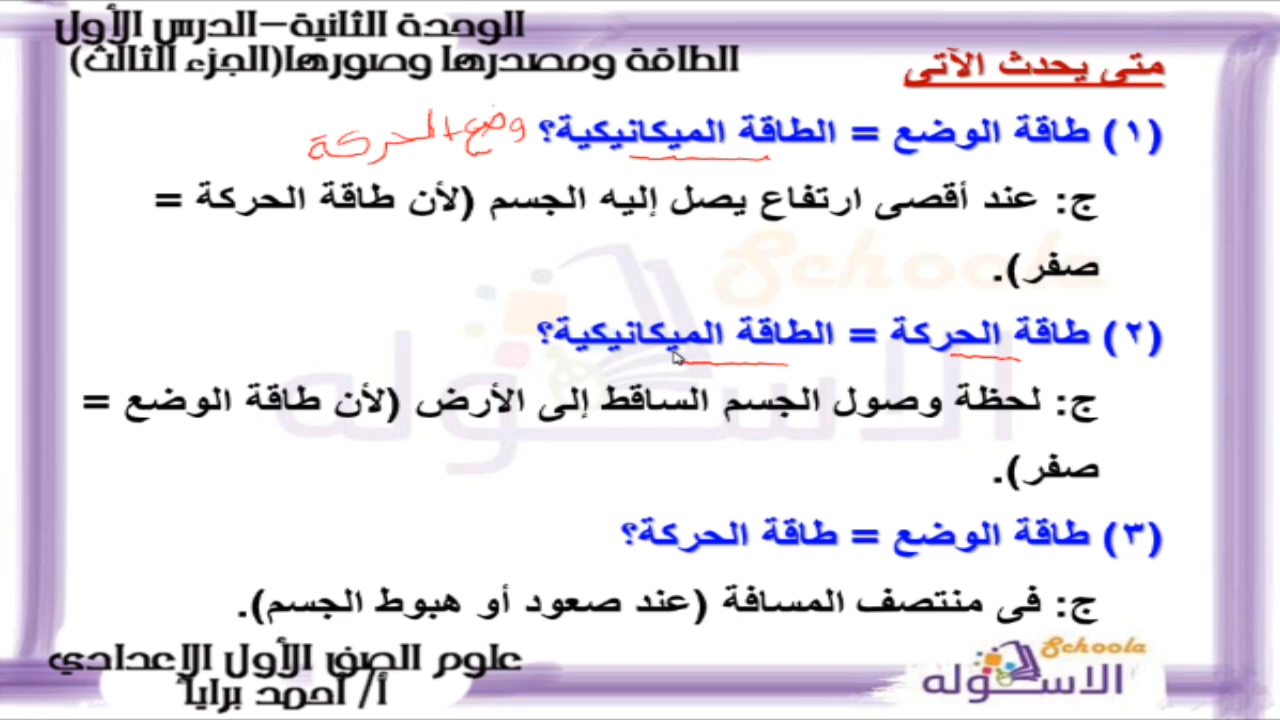 الوحدة الثانية-الدرس الأول
الطاقة ومصدرها وصورها(الجزء الثالث)
متى يحدث الآتى
(١) طاقة الوضع = الطاقة الميكانيكية؟ وضع + الحركة
ج: عند أقصى ارتفاع يصل إليه الجسم (لأن طاقة الحركة =
صفر).
(٢) طاقة الحركة = الطاقة الميكانيكية؟
ج: لحظة وصول الجسم الساقط إلى الأرض (لأن طاقة الوضع =
صفر).
(٣) طاقة الوضع = طاقة الحركة؟
ج: فى منتصف المسافة (عند صعود أو هبوط الجسم).
علوم الصف الأول الإعدادي
أ/ احمد برايا
Schoola
الاسكوله
Schoola
الاسكوله